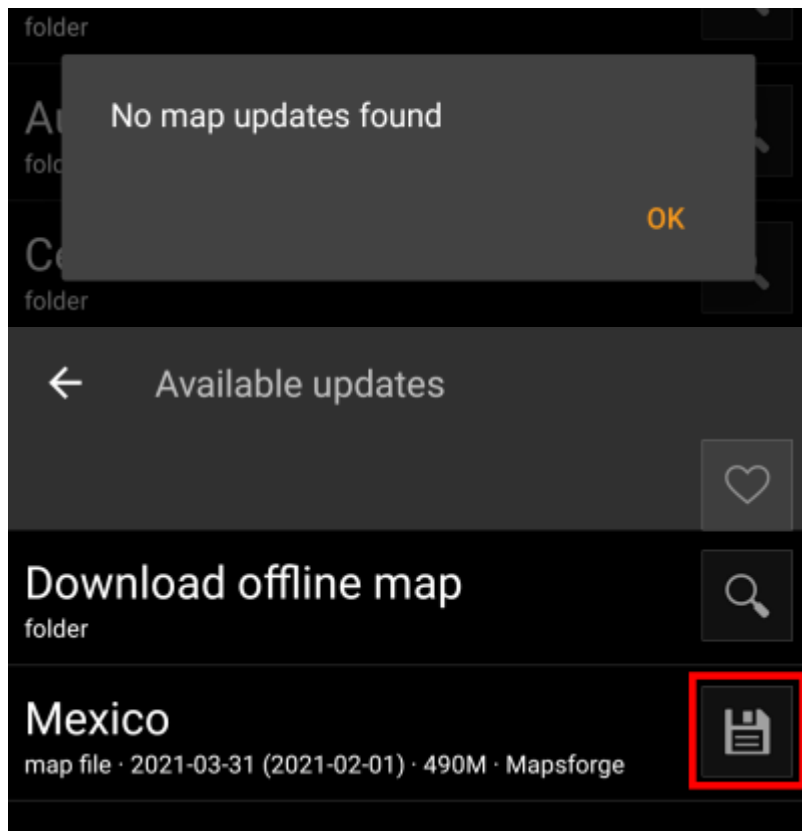 folder
No map updates found
OK
folder
Available updates
Download offline map
folder
Mexico
map file · 2021-03-31 (2021-02-01) · 490M · Mapsforge